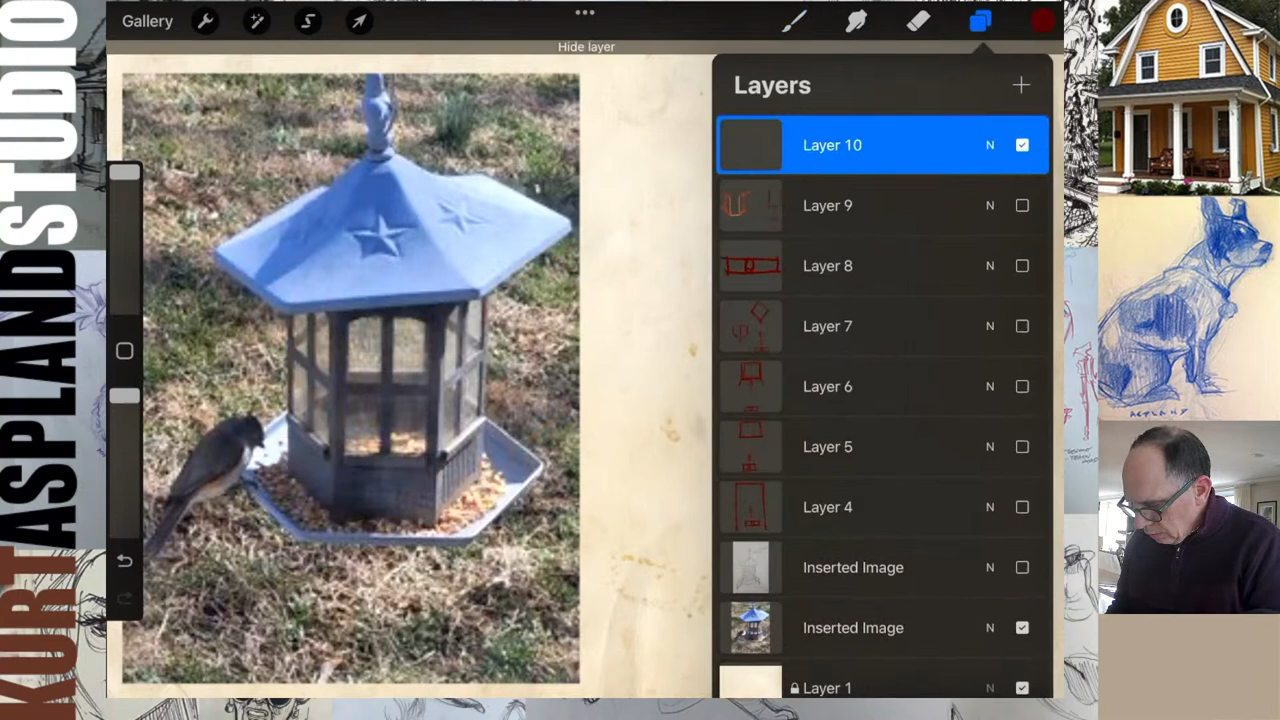 KURT ASPLANDSTUDIO
Gallery
Hide layer
Layers
Layer 10 N
Layer 9 N
Layer 8 N
Layer 7 N
Layer 6 N
Layer 5 N
Layer 4 N
Inserted Image N
Inserted Image N
Layer 1 N
ASPLAND